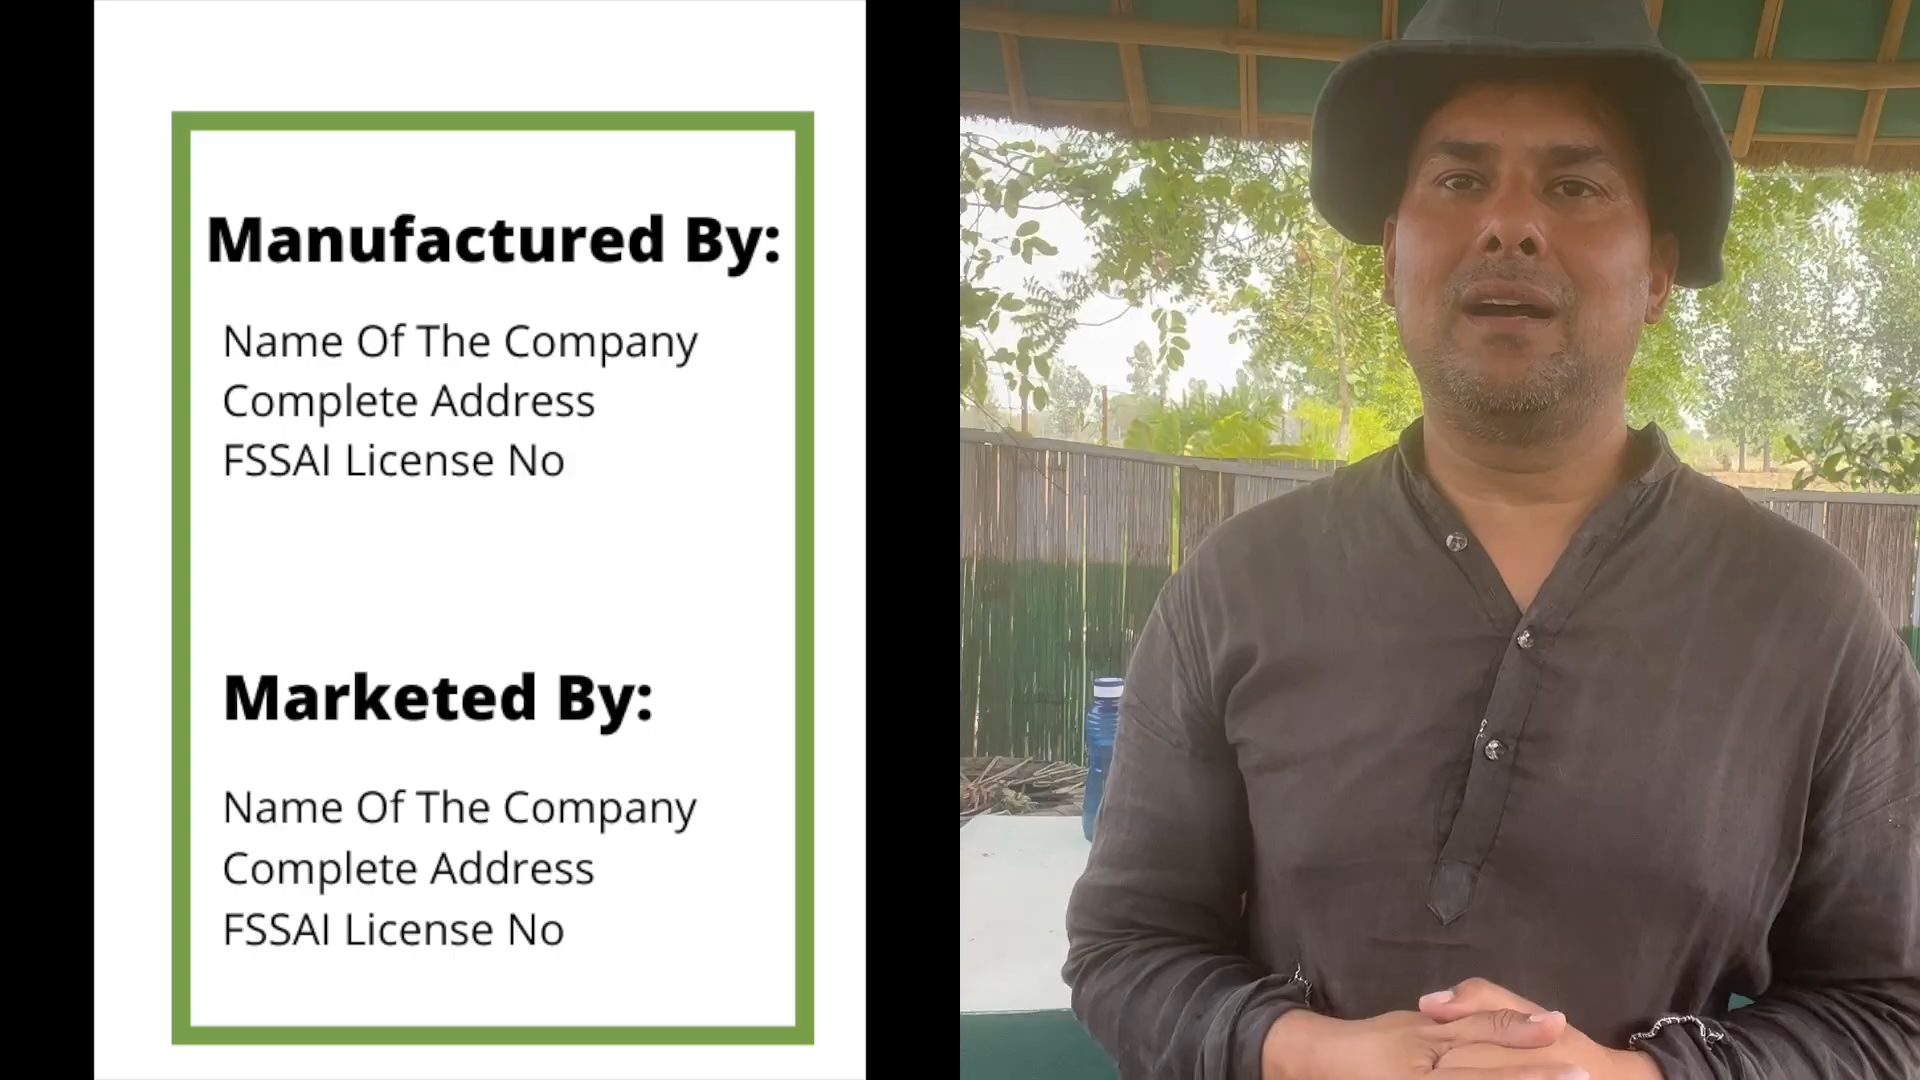 Manufactured By:
Name Of The Company
Complete Address
FSSAI License No
Marketed By:
Name Of The Company
Complete Address
FSSAI License No